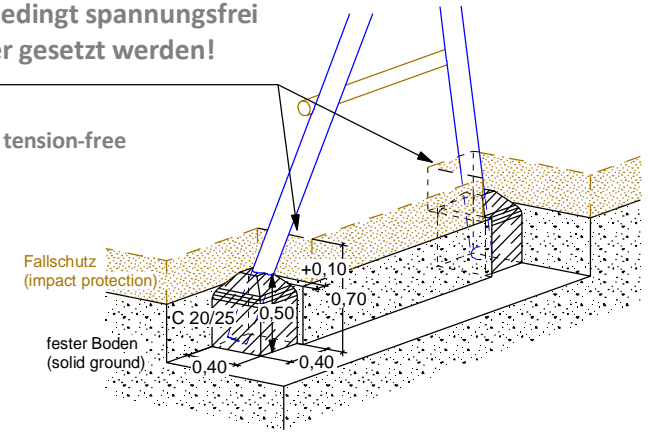 edingt spannungsfrei
er gesetzt werden!
tension-free
Fallschutz
(impact protection)
+0,10
0,70
C 20/25
0,50
fester Boden
(solid ground)
0,40
0,40